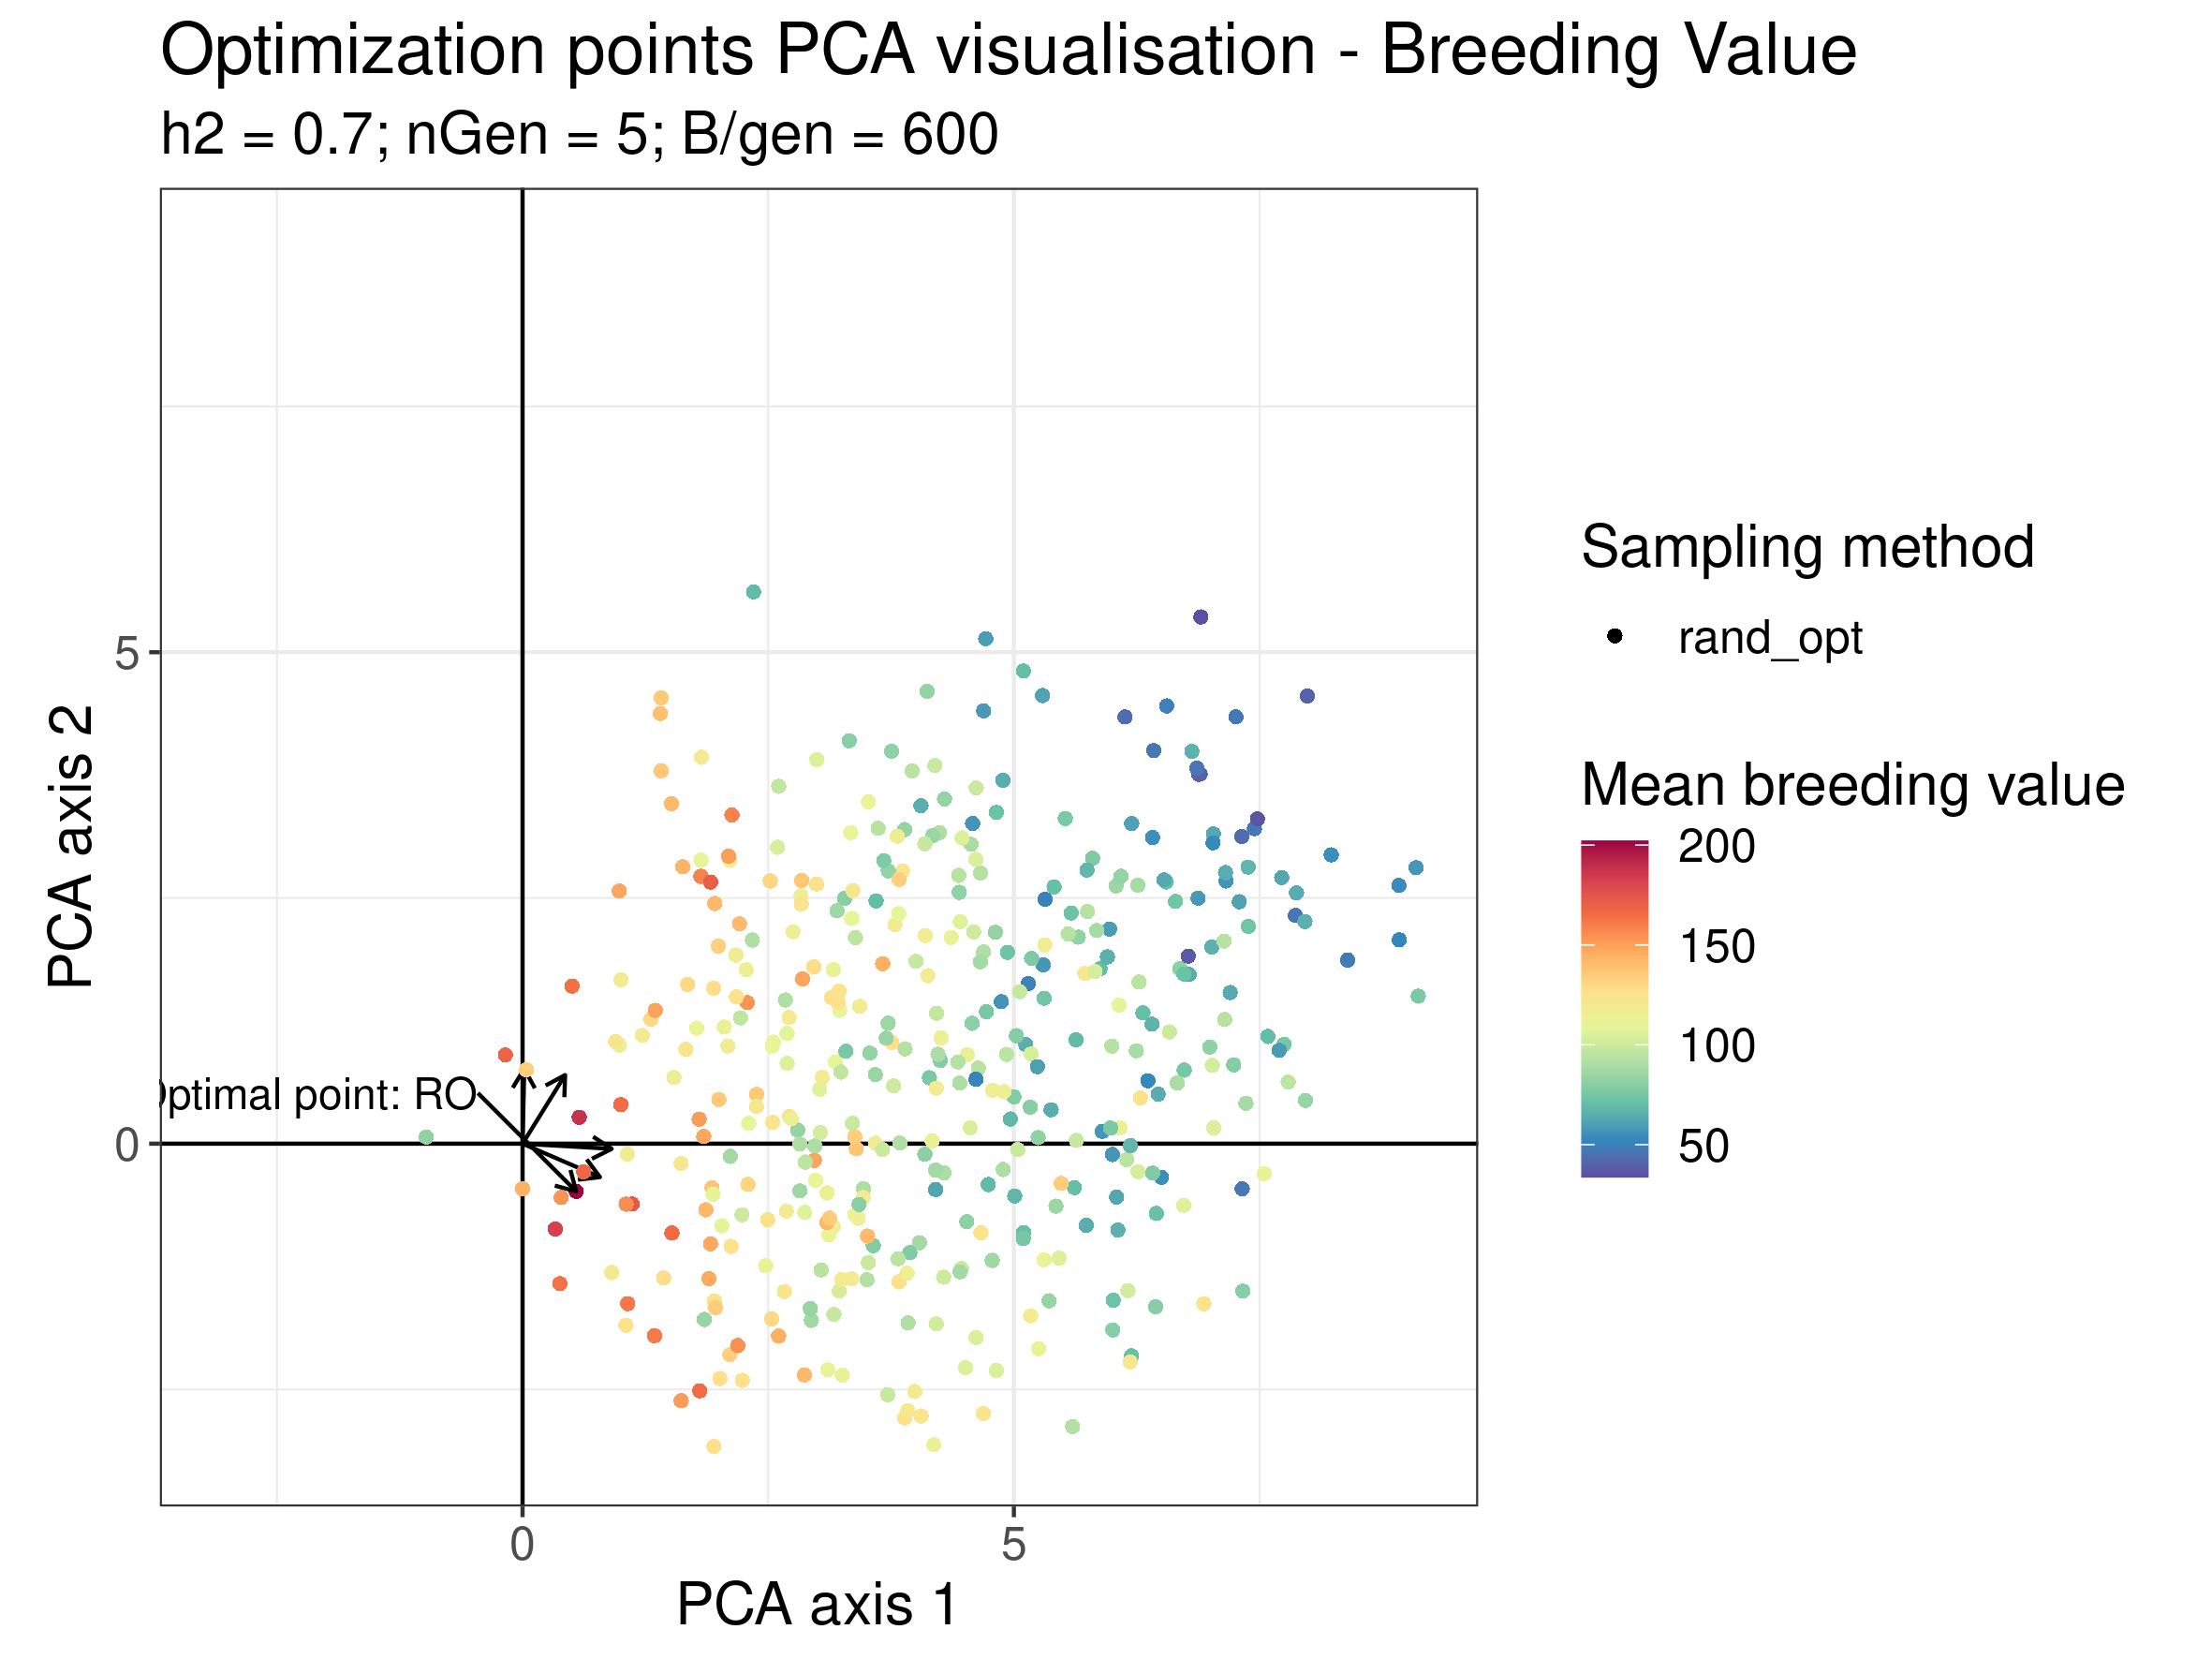 Optimization points PCA visualisation - Breeding Value
h2 = 0.7; nGen = 5; B/gen = 600
PCA axis 2
5
0
ptimal point: RO
0
5
PCA axis 1
Sampling method
rand_opt
Mean breeding value
200
150
100
50